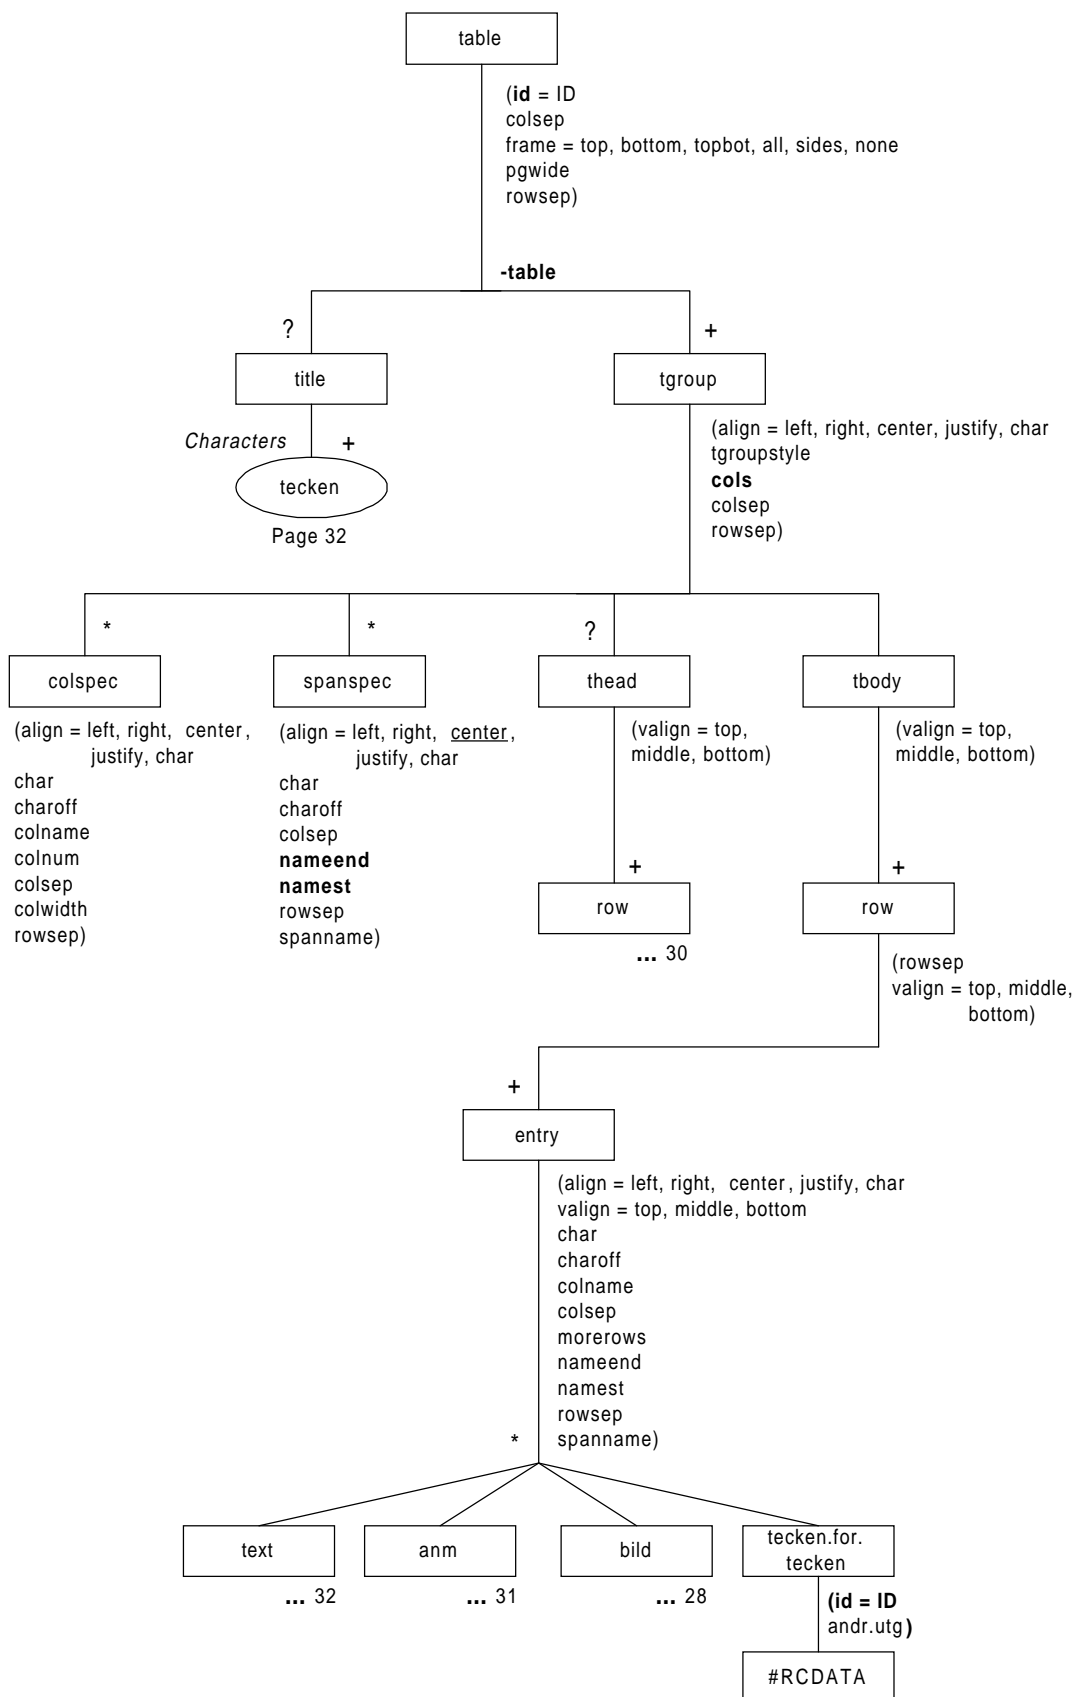 table
(id = ID
colsep
frame = top, bottom, topbot, all, sides, none
pgwide
rowsep)
-table
?
+
title
tgroup
Characters
+
tecken
Page 32
(align = left, right, center, justify, char
tgroupstyle
cols
colsep
rowsep)
*
*
?
colspec
spanspec
thead
tbody
(align = left, right, center,
justify, char
char
charoff
colname
colnum
colsep
colwidth
rowsep)
(align = left, right, center,
justify, char
char
charoff
colsep
nameend
namest
rowsep
spanname)
(valign = top,
middle, bottom)
(valign = top,
middle, bottom)
+
+
row
row
... 30
(rowsep
valign = top, middle,
bottom)
+
entry
(align = left, right, center, justify, char
valign = top, middle, bottom
char
charoff
colname
colsep
morerows
nameend
namest
rowsep
spanname)
*
text
anm
bild
tecken.for.
tecken
... 32
... 31
... 28
(id = ID
andr.utg)
#RCDATA